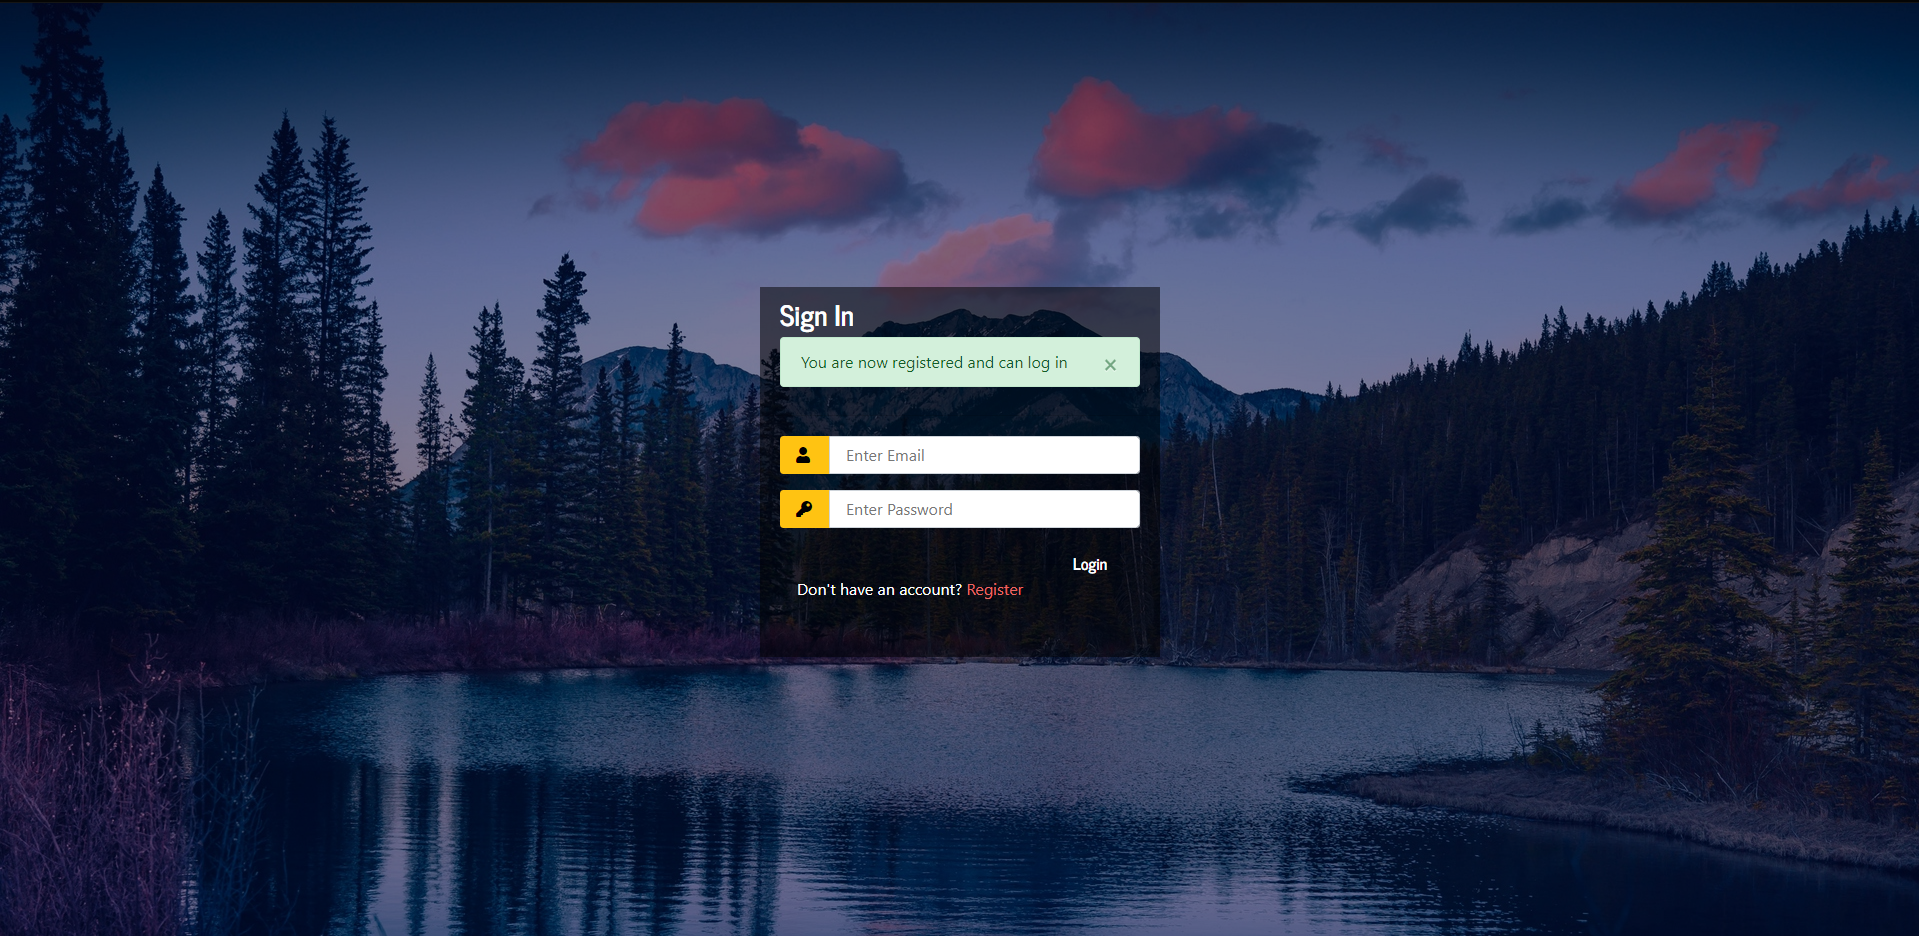 Sign In
You are now registered and can log in ×
Enter Email
Enter Password
Login
Don't have an account? Register